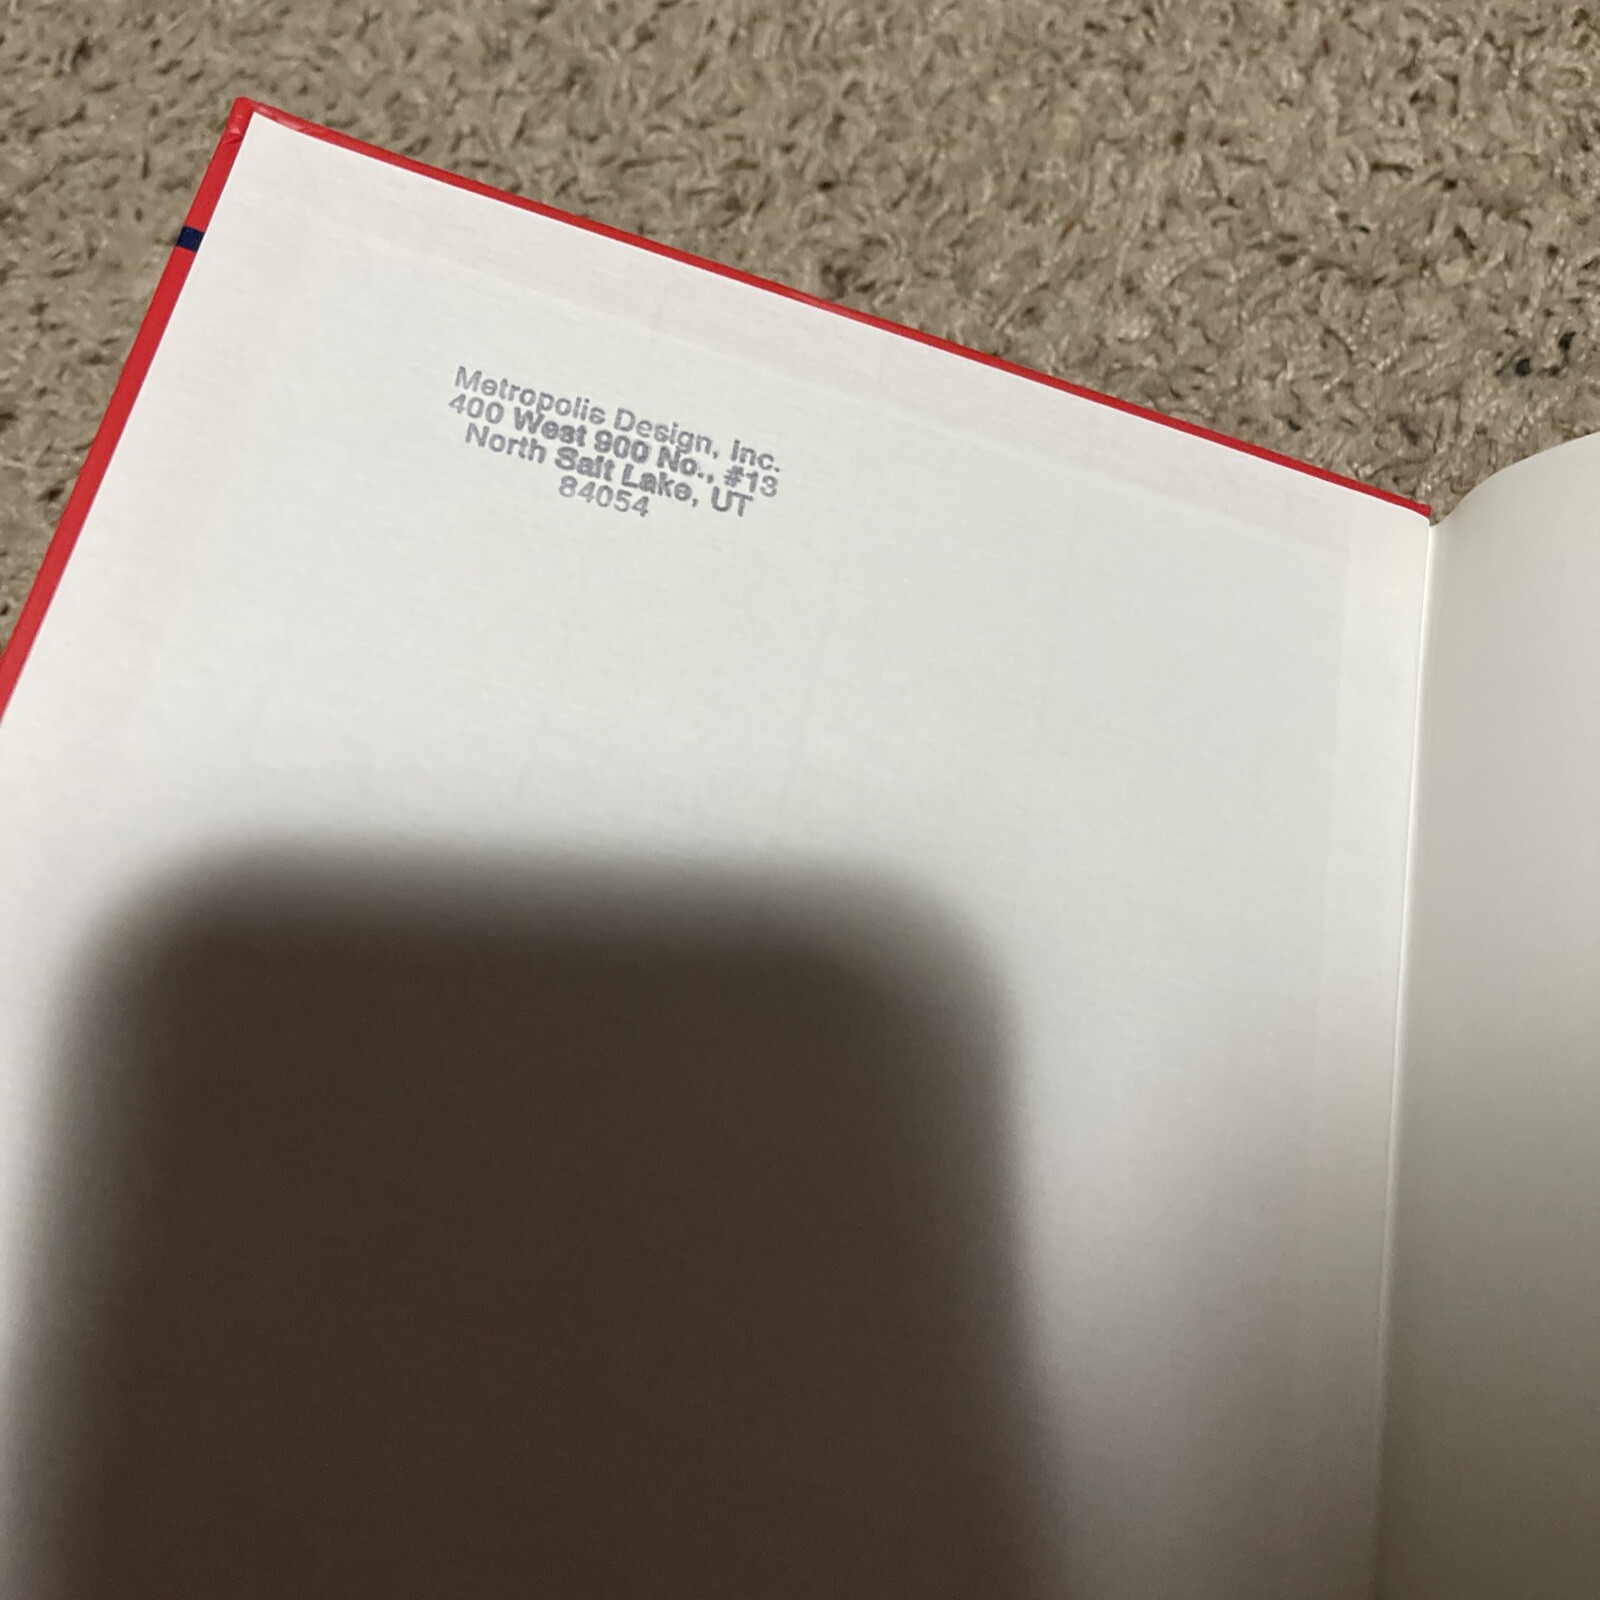 Metropolis Design, Inc.
400 West 900 No., #13
North Salt Lake, UT
84054